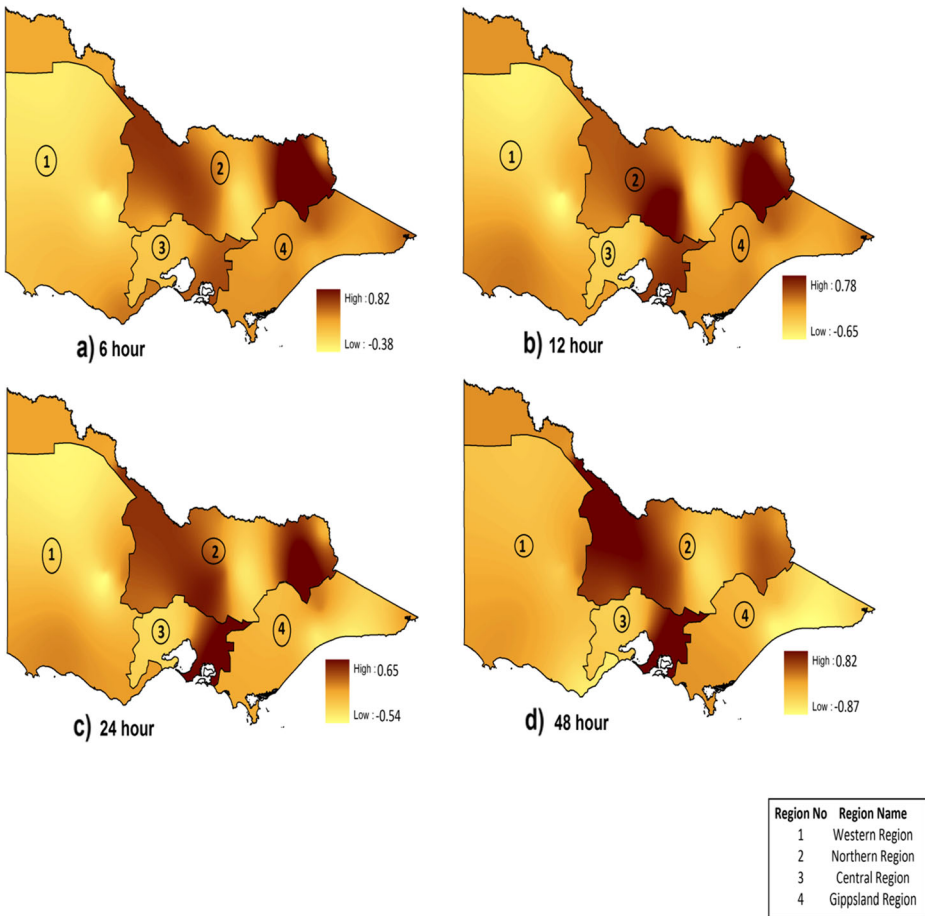 1
2
3
4
High : 0.82
Low : -0.38
a) 6 hour
1
2
3
4
High : 0.78
Low : -0.65
b) 12 hour
1
2
3
4
High : 0.65
Low : -0.54
c) 24 hour
1
2
3
4
High : 0.82
Low : -0.87
d) 48 hour
Region No Region Name
1 Western Region
2 Northern Region
3 Central Region
4 Gippsland Region